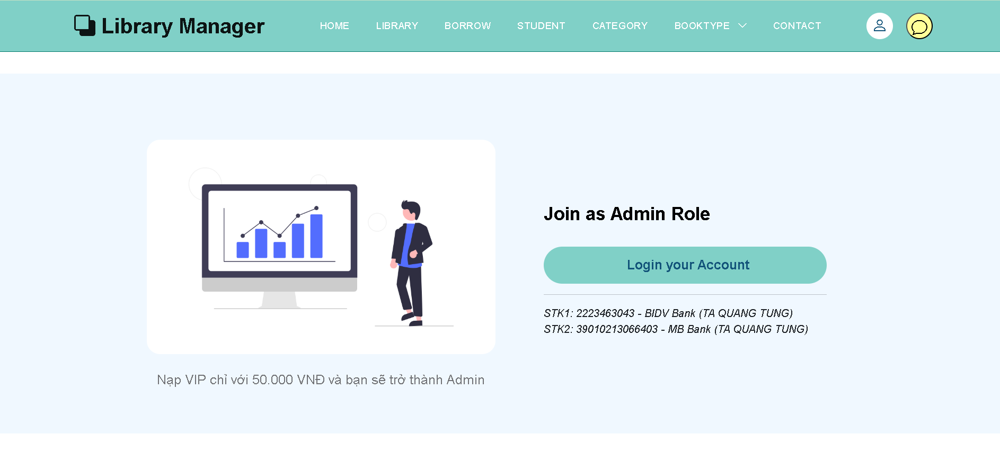 Library Manager
HOME LIBRARY BORROW STUDENT CATEGORY BOOKTYPE CONTACT
Join as Admin Role
Login your Account
STK1: 2223463043 - BIDV Bank (TA QUANG TUNG)
STK2: 39010213066403 - MB Bank (TA QUANG TUNG)
Nạp VIP chỉ với 50.000 VNĐ và bạn sẽ trở thành Admin